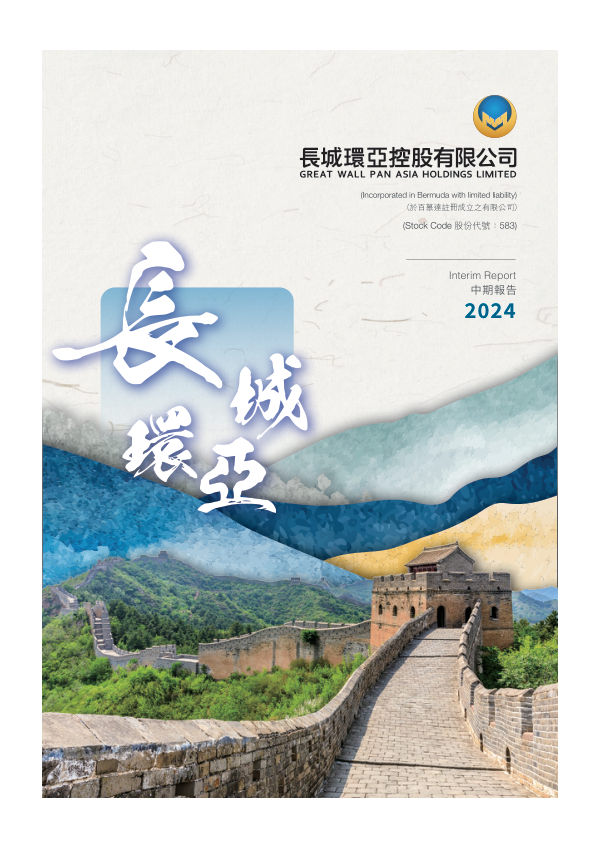 長城環亞控股有限公司
GREAT WALL PAN ASIA HOLDINGS LIMITED
(Incorporated in Bermuda with limited liability)
(於百慕達註冊成立之有限公司)
(Stock Code 股份代號：583)
Interim Report
中期報告
2024
長城
環亞